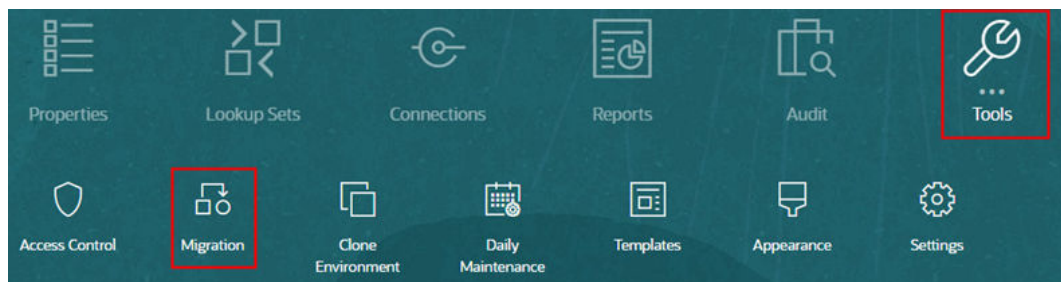 Properties
Lookup Sets
Connections
Reports
Audit
Tools
Access Control
Migration
Clone
Environment
Daily
Maintenance
Templates
Appearance
Settings